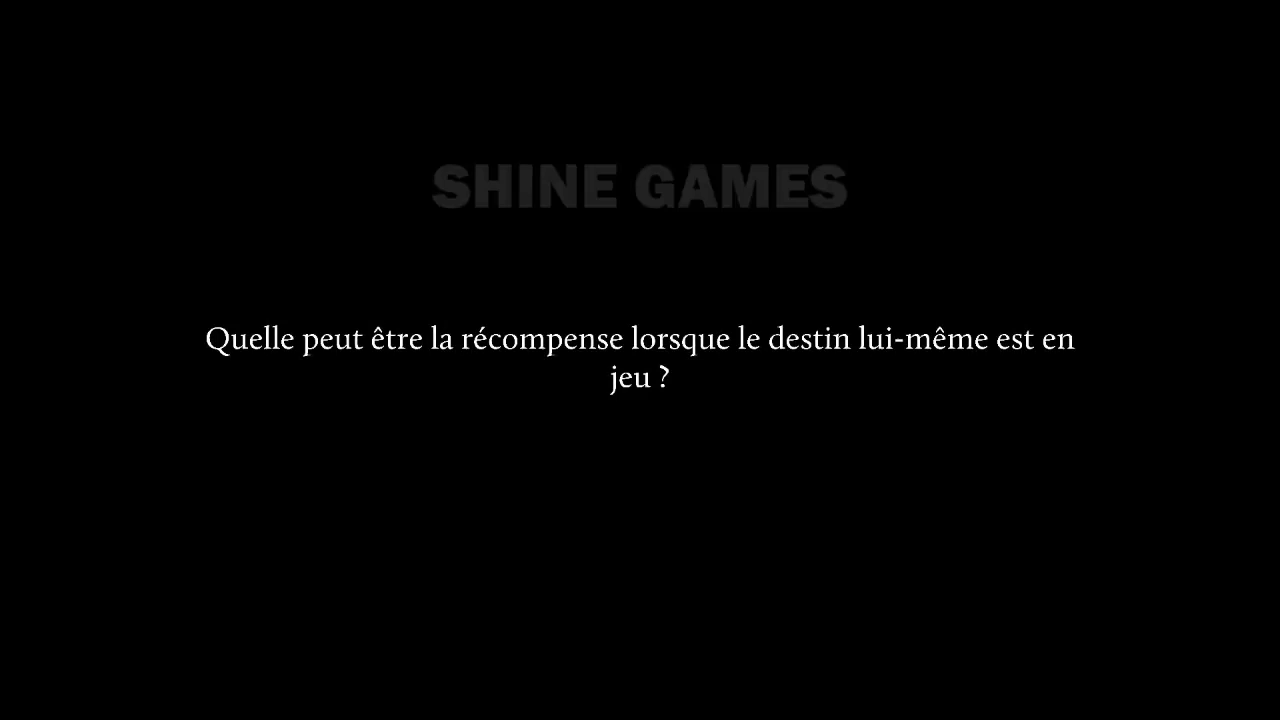 SHINE GAMES
Quelle peut être la récompense lorsque le destin lui-même est en
jeu ?